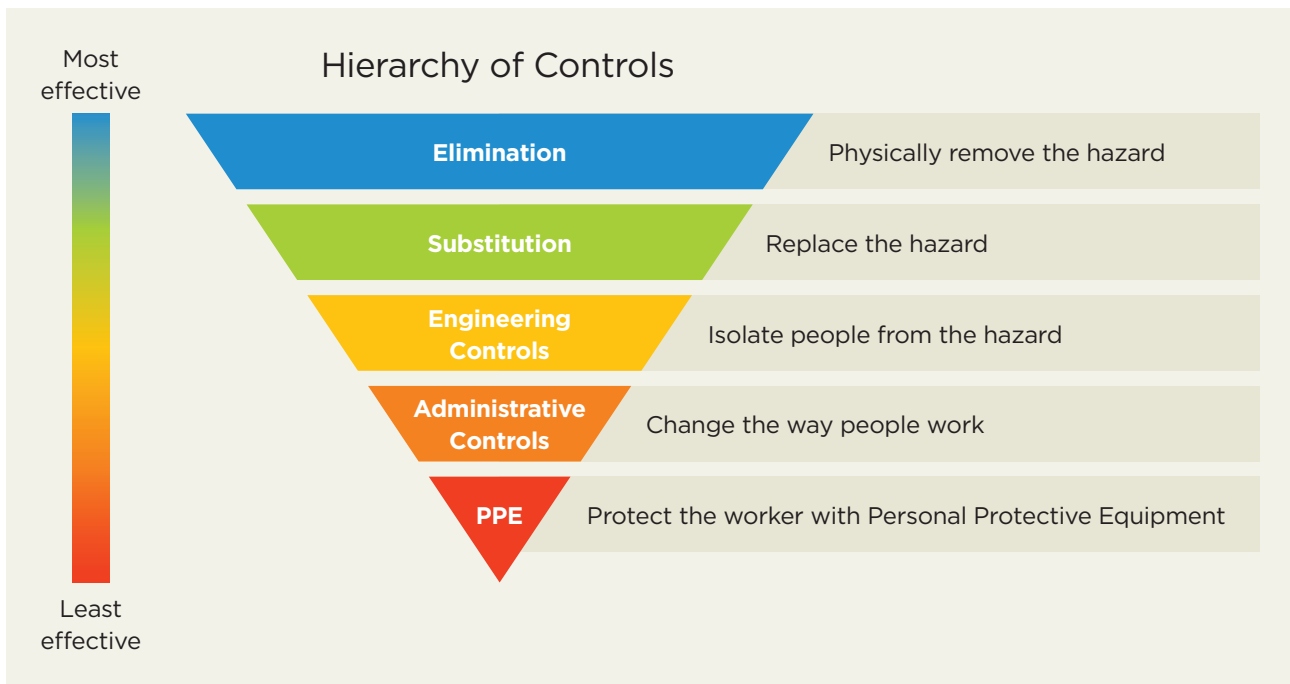 Hierarchy of Controls
Most
effective
Elimination
Physically remove the hazard
Substitution
Replace the hazard
Engineering
Controls
Isolate people from the hazard
Administrative
Controls
Change the way people work
PPE
Protect the worker with Personal Protective Equipment
Least
effective